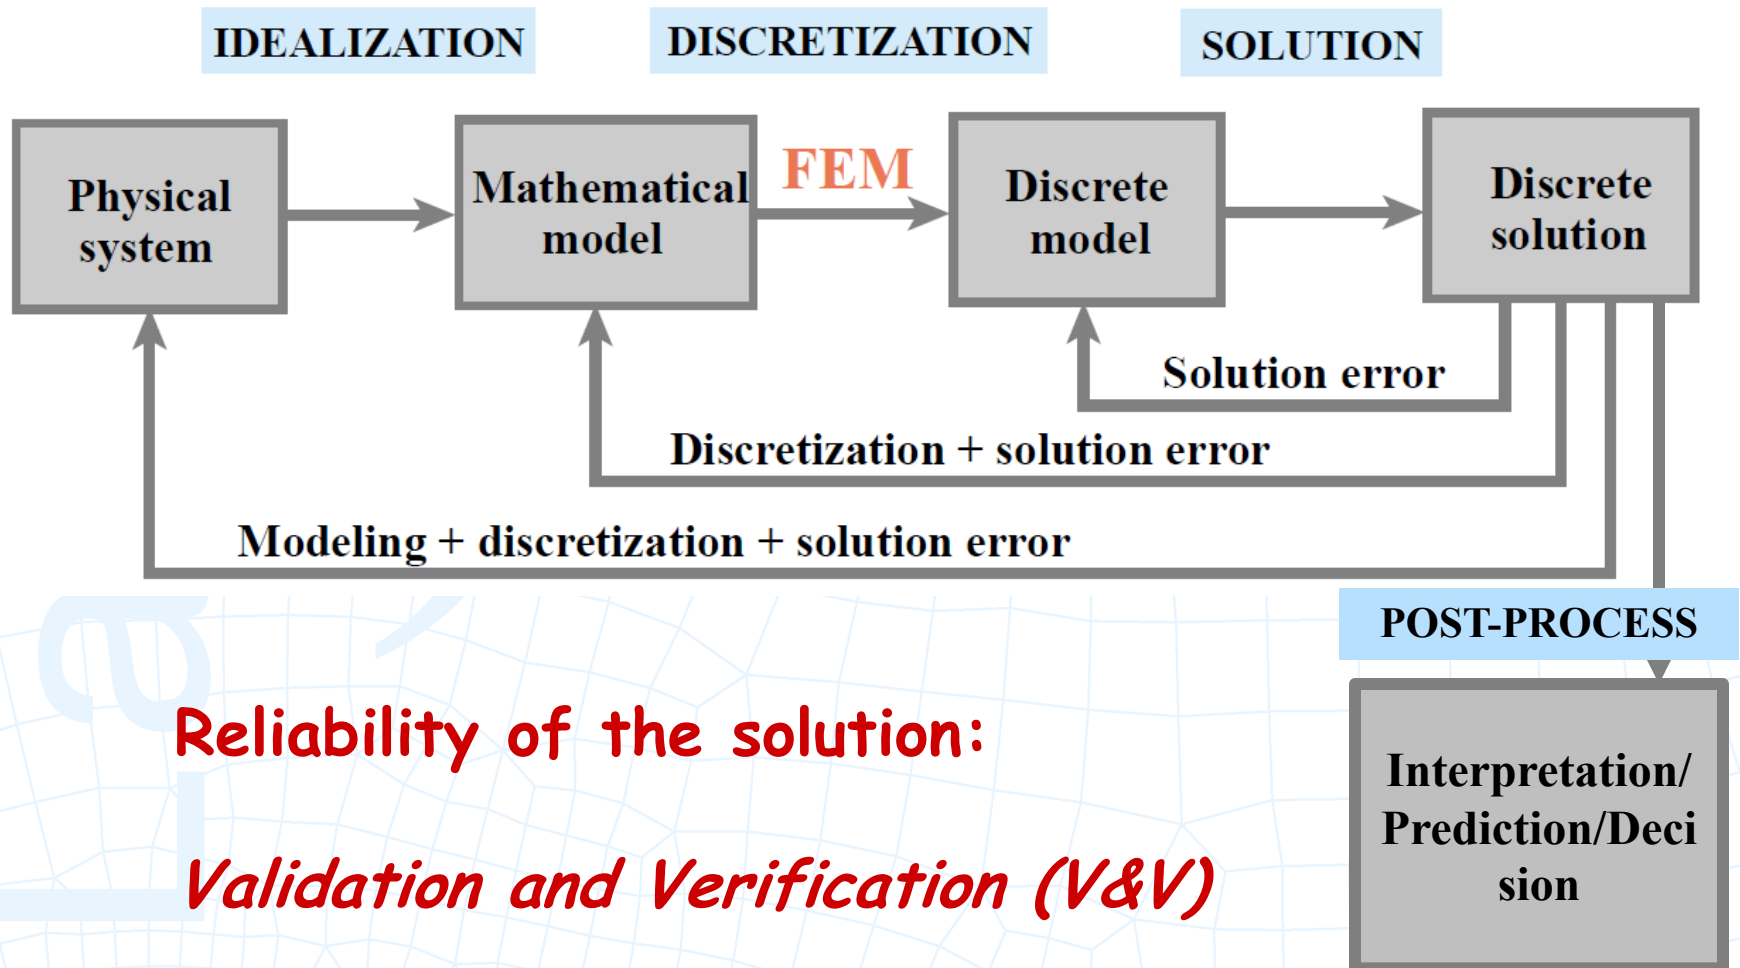 IDEALIZATION
DISCRETIZATION
SOLUTION
Physical
system
Mathematical
model
FEM
Discrete
model
Discrete
solution
Solution error
Discretization + solution error
Modeling + discretization + solution error
POST-PROCESS
Reliability of the solution:
Validation and Verification (V&V)
Interpretation/
Prediction/Deci
sion